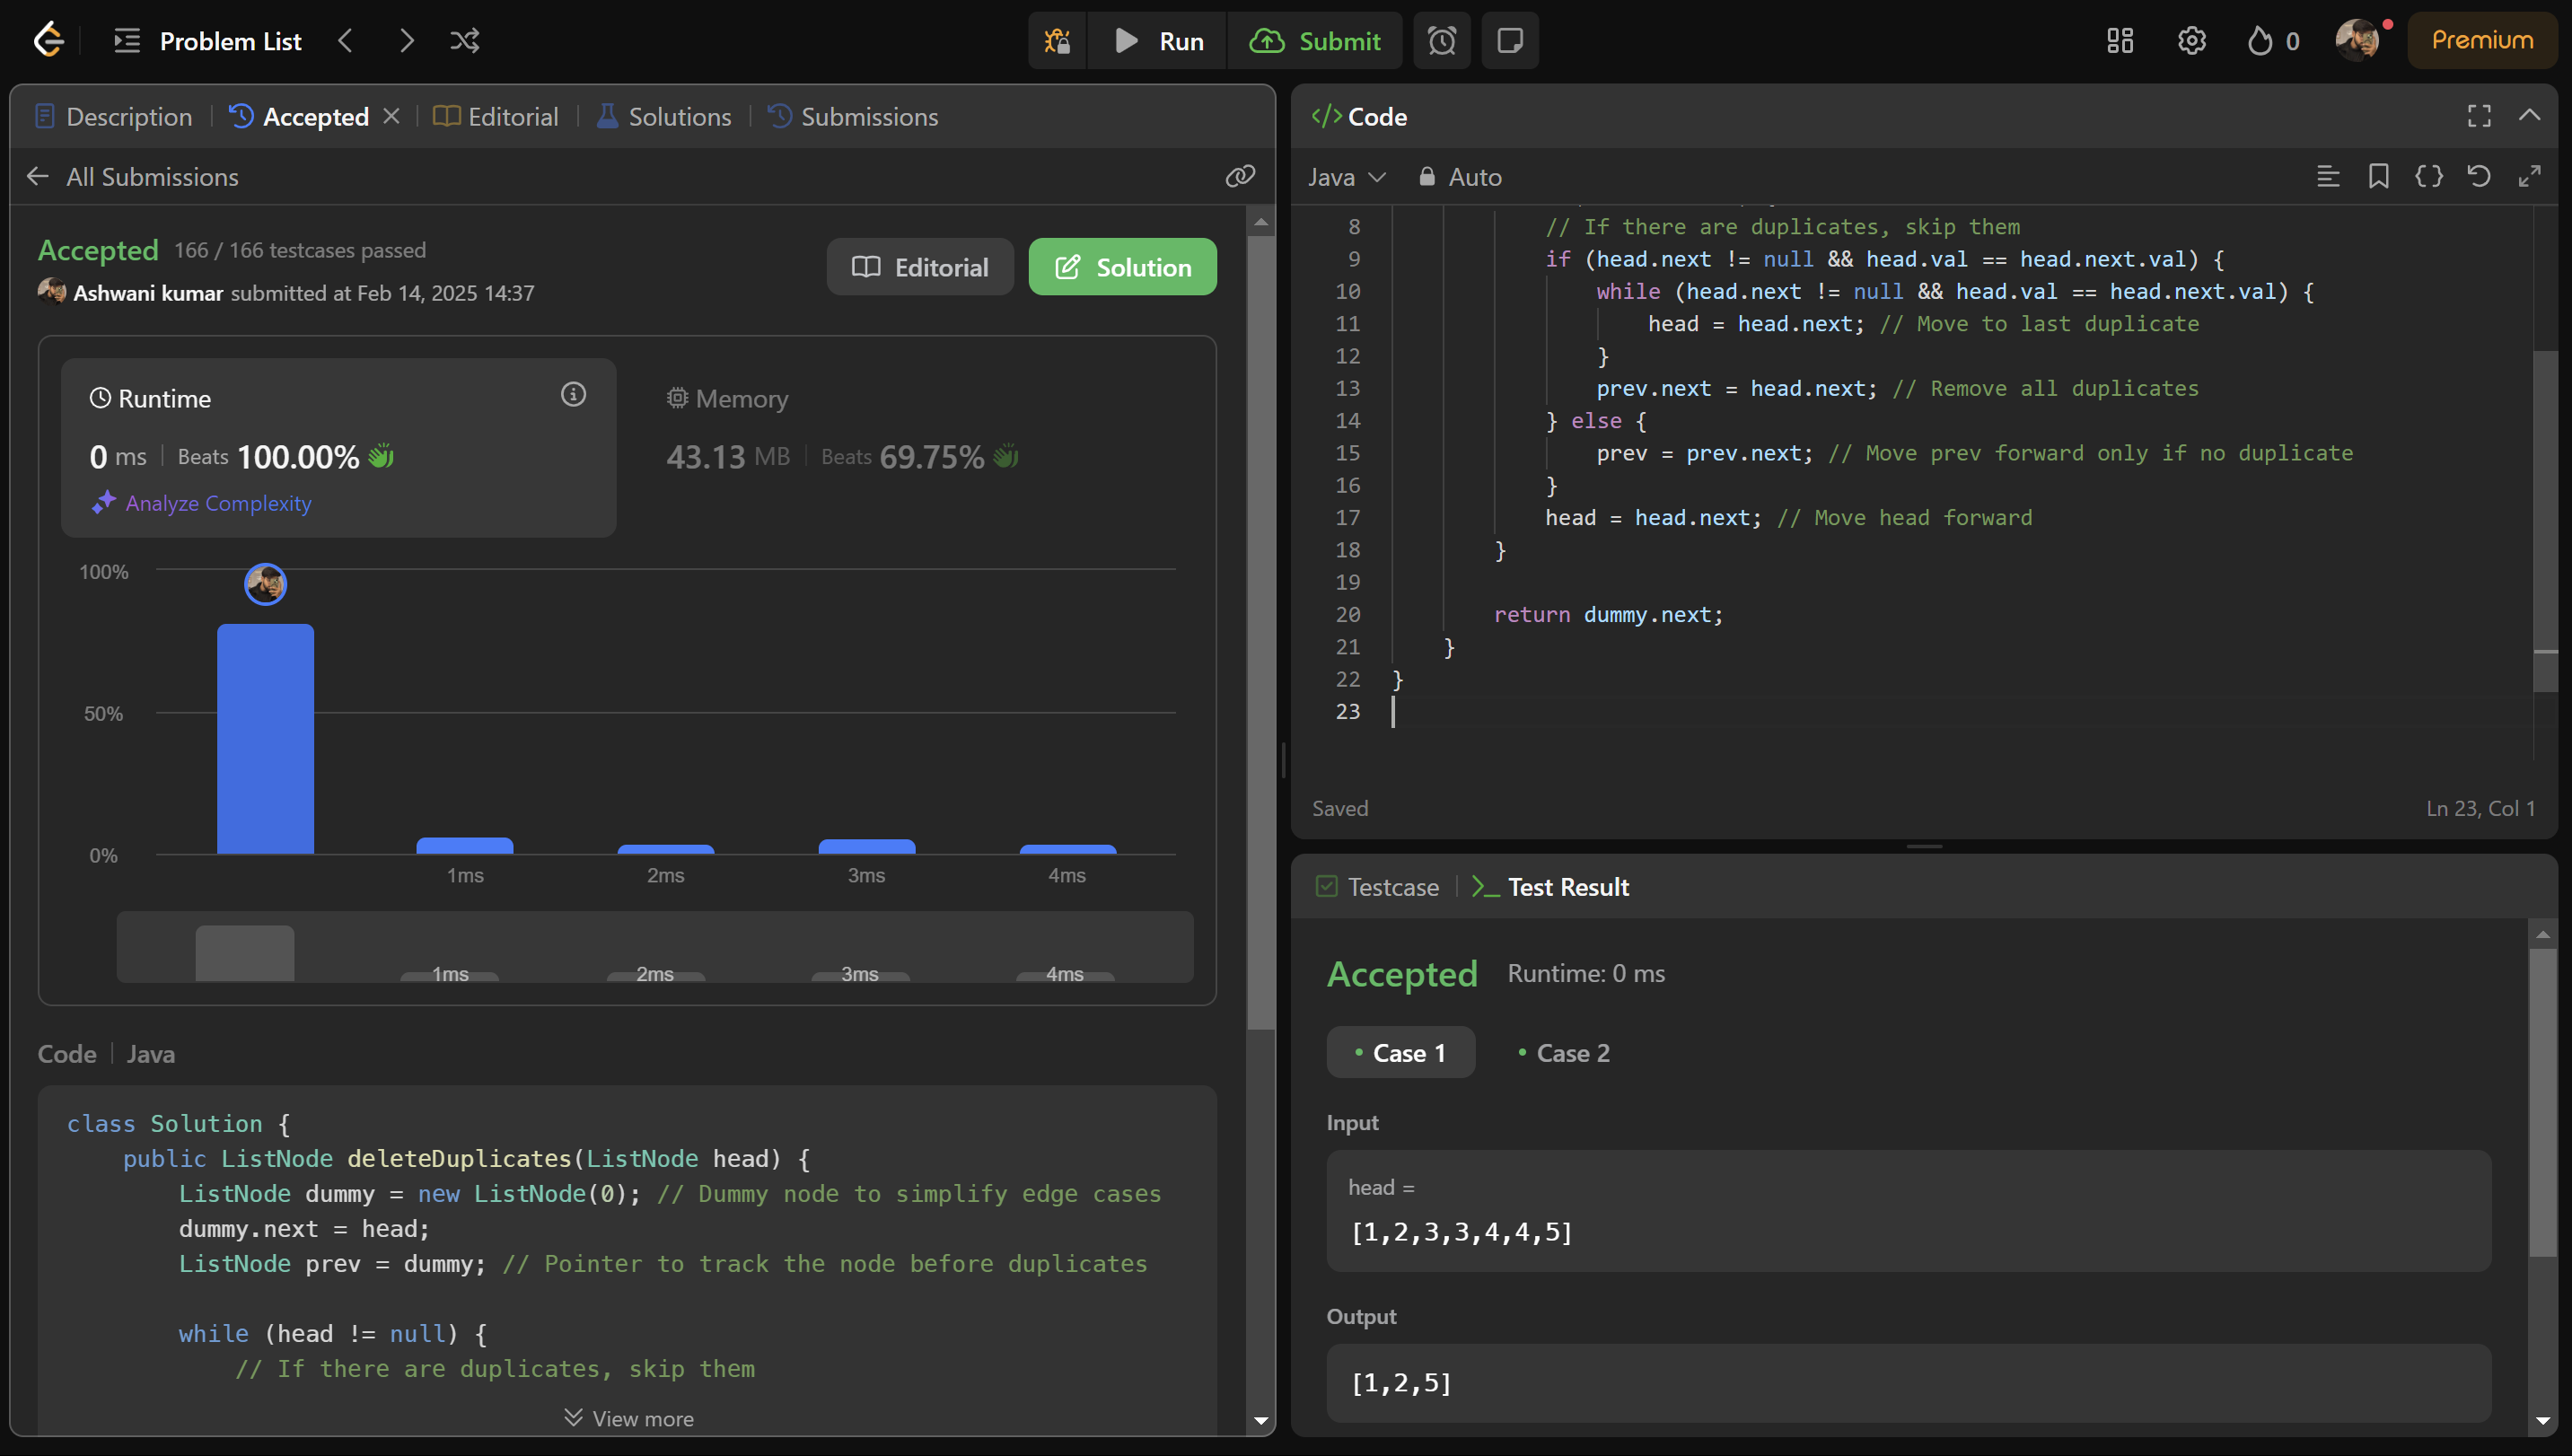 Problem List
Run
Submit
0
Premium
Description
Accepted
Editorial
Solutions
Submissions
All Submissions
Accepted 166 / 166 testcases passed
Ashwani kumar submitted at Feb 14, 2025 14:37
Editorial
Solution
Runtime
0 ms Beats 100.00%
Analyze Complexity
Memory
43.13 MB Beats 69.75%
100%
50%
0%
1ms 2ms 3ms 4ms
1ms 2ms 3ms 4ms
Code Java
class Solution {
    public ListNode deleteDuplicates(ListNode head) {
        ListNode dummy = new ListNode(0); // Dummy node to simplify edge cases
        dummy.next = head;
        ListNode prev = dummy; // Pointer to track the node before duplicates
        while (head != null) {
            // If there are duplicates, skip them
View more
</> Code
Java
Auto
8 // If there are duplicates, skip them
9 if (head.next != null && head.val == head.next.val) {
10 while (head.next != null && head.val == head.next.val) {
11 head = head.next; // Move to last duplicate
12 }
13 prev.next = head.next; // Remove all duplicates
14 } else {
15 prev = prev.next; // Move prev forward only if no duplicate
16 }
17 head = head.next; // Move head forward
18 }
19
20 return dummy.next;
21 }
22 }
23
Saved
Ln 23, Col 1
Testcase
Test Result
Accepted Runtime: 0 ms
• Case 1
• Case 2
Input
head =
[1,2,3,3,4,4,5]
Output
[1,2,5]